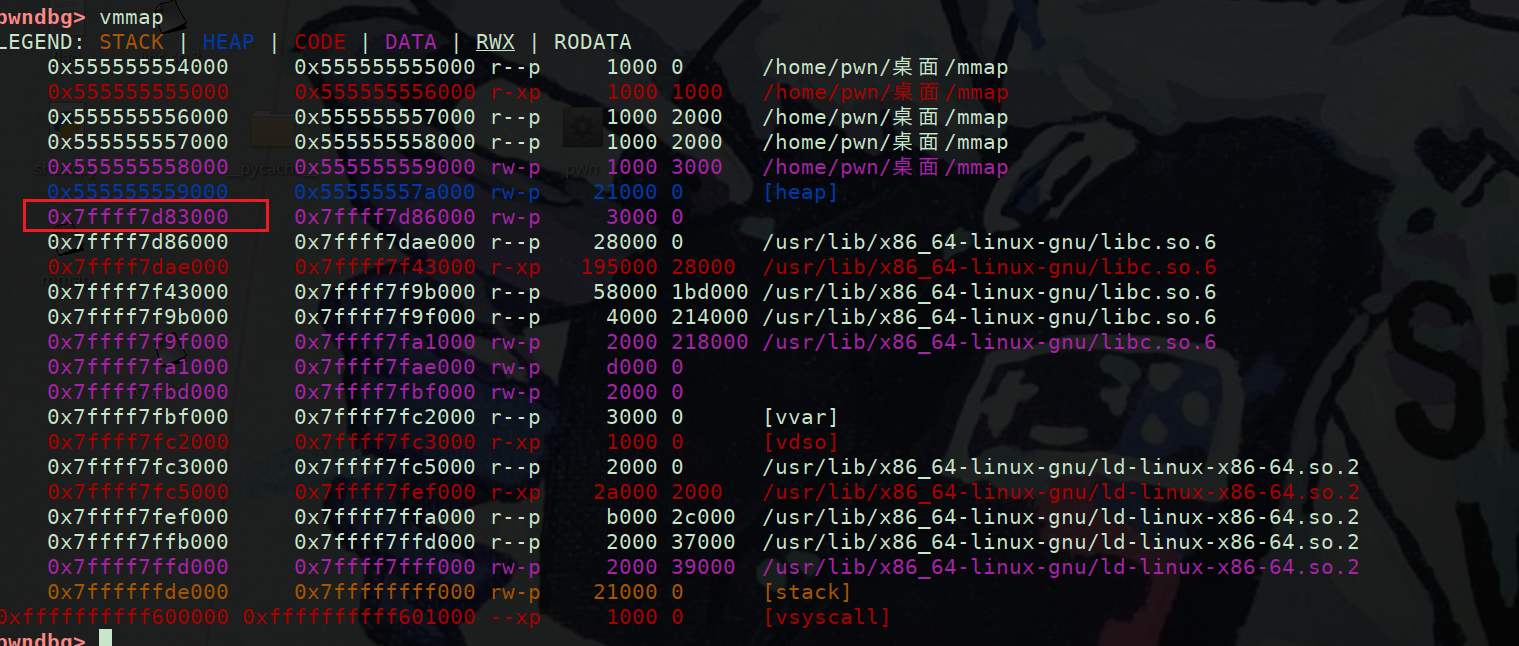 pwndbg> vmmap
LEGEND: STACK | HEAP | CODE | DATA | RWX | RODATA
0x555555554000 0x555555555000 r--p 1000 0 /home/pwn/桌面/mmap
0x555555555000 0x555555556000 r-xp 1000 1000 /home/pwn/桌面/mmap
0x555555556000 0x555555557000 r--p 1000 2000 /home/pwn/桌面/mmap
0x555555557000 0x555555558000 r--p 1000 2000 /home/pwn/桌面/mmap
0x555555558000 0x555555559000 rw-p 1000 3000 /home/pwn/桌面/mmap
0x555555559000 0x55555557a000 rw-p 21000 0 [heap]
0x7ffff7d83000 0x7ffff7d86000 rw-p 3000 0
0x7ffff7d86000 0x7ffff7dae000 r--p 28000 0 /usr/lib/x86_64-linux-gnu/libc.so.6
0x7ffff7dae000 0x7ffff7f43000 r-xp 195000 28000 /usr/lib/x86_64-linux-gnu/libc.so.6
0x7ffff7f43000 0x7ffff7f9b000 r--p 58000 1bd000 /usr/lib/x86_64-linux-gnu/libc.so.6
0x7ffff7f9b000 0x7ffff7f9f000 r--p 4000 214000 /usr/lib/x86_64-linux-gnu/libc.so.6
0x7ffff7f9f000 0x7ffff7fa1000 rw-p 2000 218000 /usr/lib/x86_64-linux-gnu/libc.so.6
0x7ffff7fa1000 0x7ffff7fae000 rw-p d000 0
0x7ffff7fbd000 0x7ffff7fbf000 rw-p 2000 0
0x7ffff7fbf000 0x7ffff7fc2000 r--p 3000 0 [vvar]
0x7ffff7fc2000 0x7ffff7fc3000 r-xp 1000 0 [vdso]
0x7ffff7fc3000 0x7ffff7fc5000 r--p 2000 0 /usr/lib/x86_64-linux-gnu/ld-linux-x86-64.so.2
0x7ffff7fc5000 0x7ffff7fef000 r-xp 2a000 2000 /usr/lib/x86_64-linux-gnu/ld-linux-x86-64.so.2
0x7ffff7fef000 0x7ffff7ffa000 r--p b000 2c000 /usr/lib/x86_64-linux-gnu/ld-linux-x86-64.so.2
0x7ffff7ffb000 0x7ffff7ffd000 r--p 2000 37000 /usr/lib/x86_64-linux-gnu/ld-linux-x86-64.so.2
0x7ffff7ffd000 0x7ffff7fff000 rw-p 2000 39000 /usr/lib/x86_64-linux-gnu/ld-linux-x86-64.so.2
0x7ffffffde000 0x7ffffffff000 rw-p 21000 0 [stack]
0xffffffffff600000 0xffffffffff601000 --xp 1000 0 [vsyscall]
pwndbg>